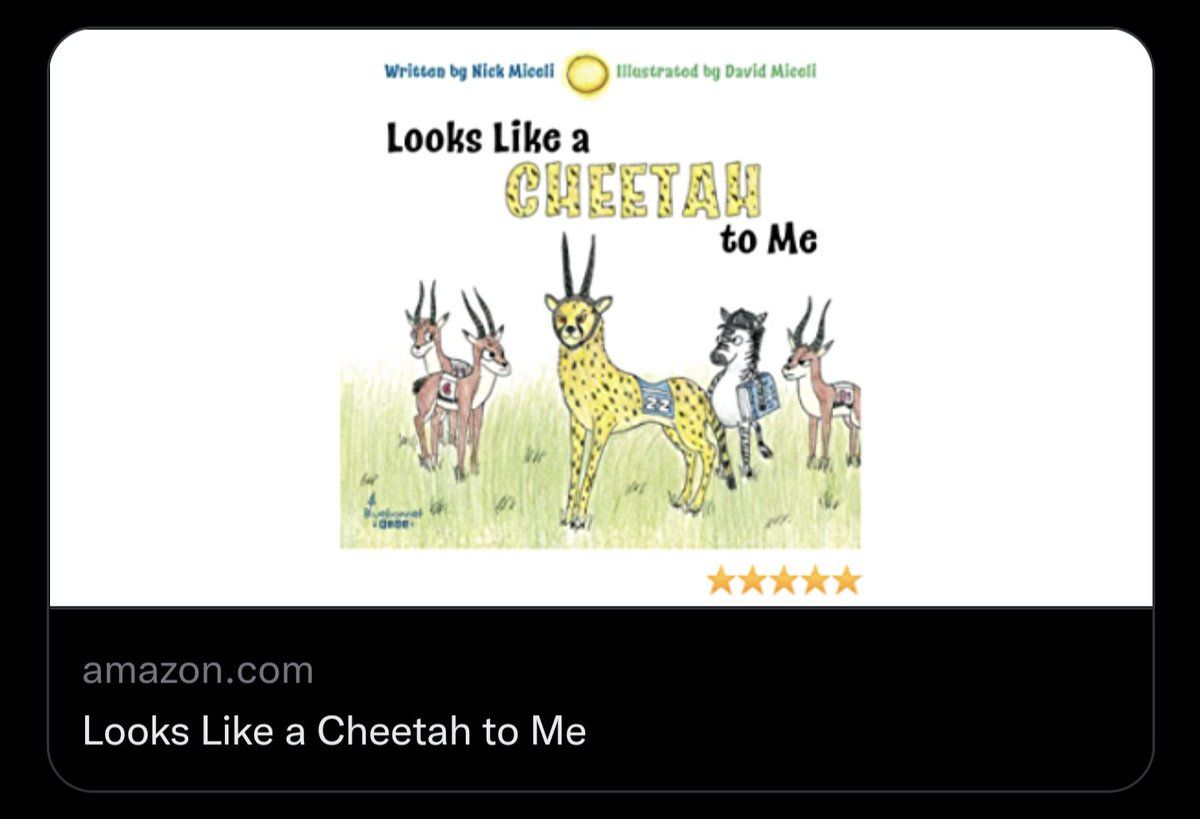 Written by Nick Miceli Illustrated by David Miceli
Looks Like a
CHEETAH
to Me
22
Bluebonnet
amazon.com
Looks Like a Cheetah to Me